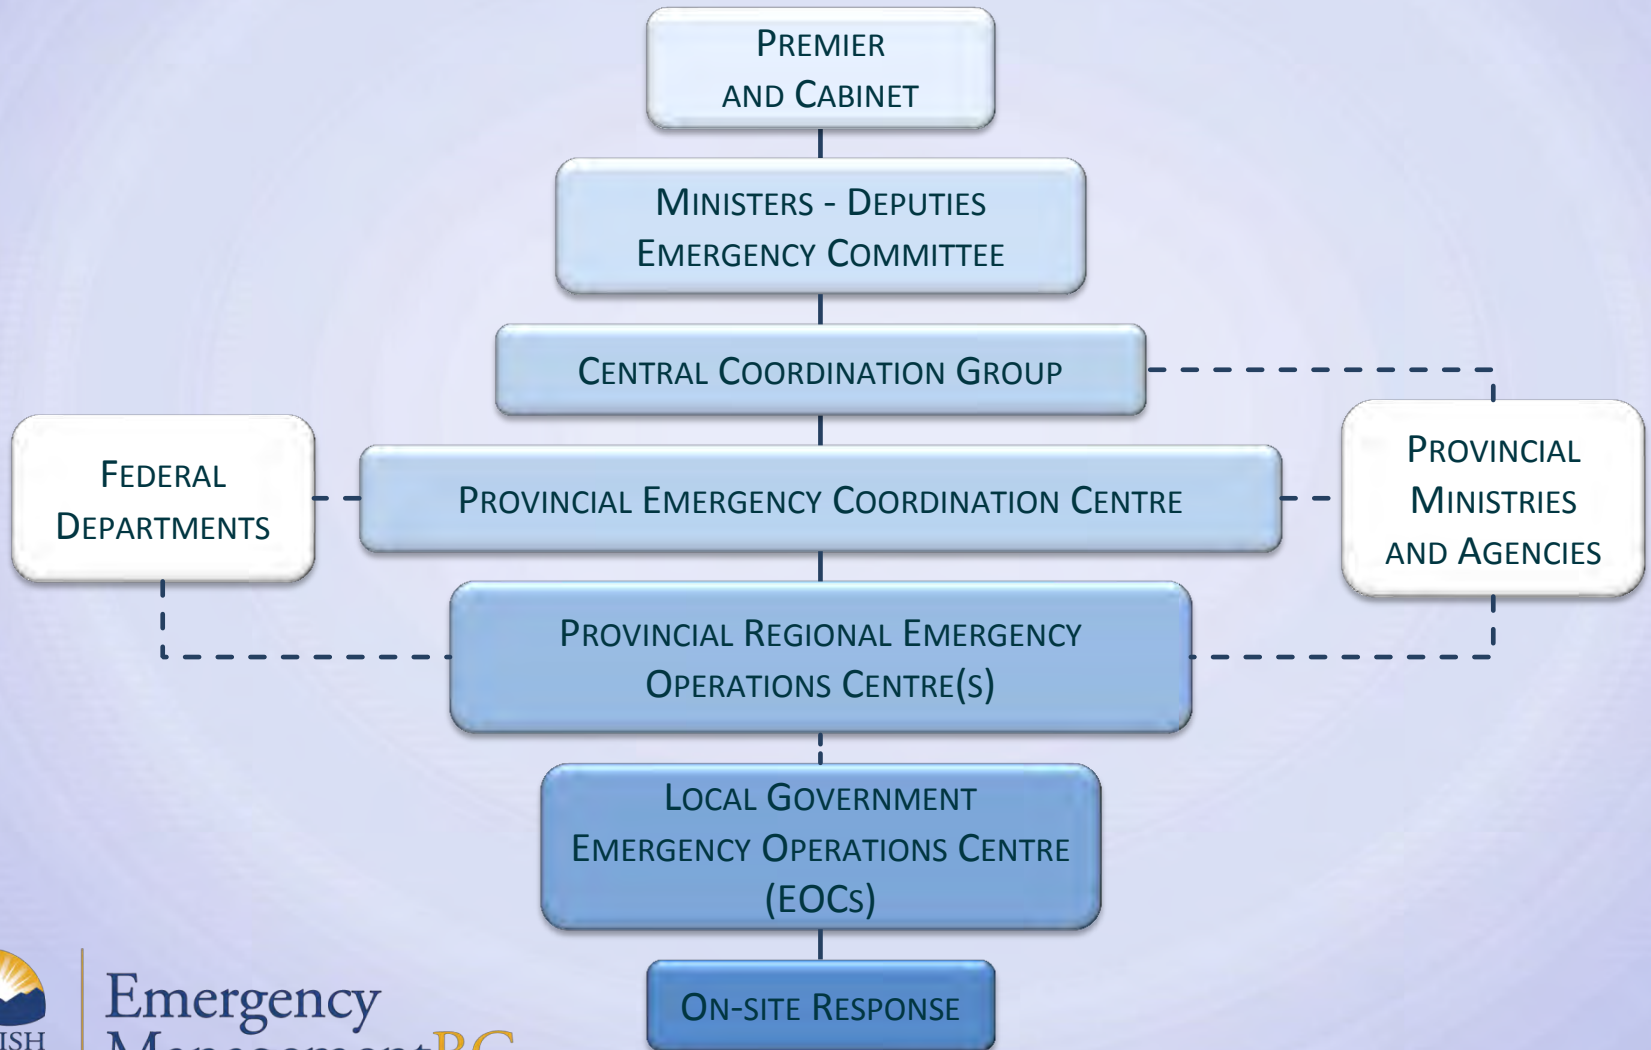 PREMIER
AND CABINET
MINISTERS - DEPUTIES
EMERGENCY COMMITTEE
CENTRAL COORDINATION GROUP
FEDERAL
DEPARTMENTS
PROVINCIAL EMERGENCY COORDINATION CENTRE
PROVINCIAL
MINISTRIES
AND AGENCIES
PROVINCIAL REGIONAL EMERGENCY
OPERATIONS CENTRE(S)
LOCAL GOVERNMENT
EMERGENCY OPERATIONS CENTRE
(EOCS)
ON-SITE RESPONSE
Emergency
ManagementBC